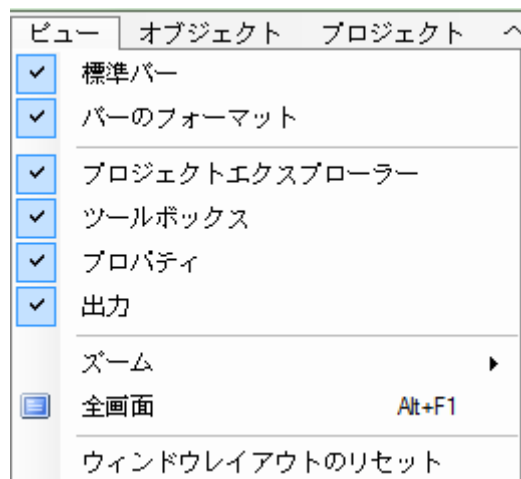 ビュー オブジェクト プロジェクト ヘ
標準バー
バーのフォーマット
プロジェクトエクスプローラー
ツールボックス
プロパティ
出力
ズーム
全画面 Alt+F1
ウィンドウレイアウトのリセット